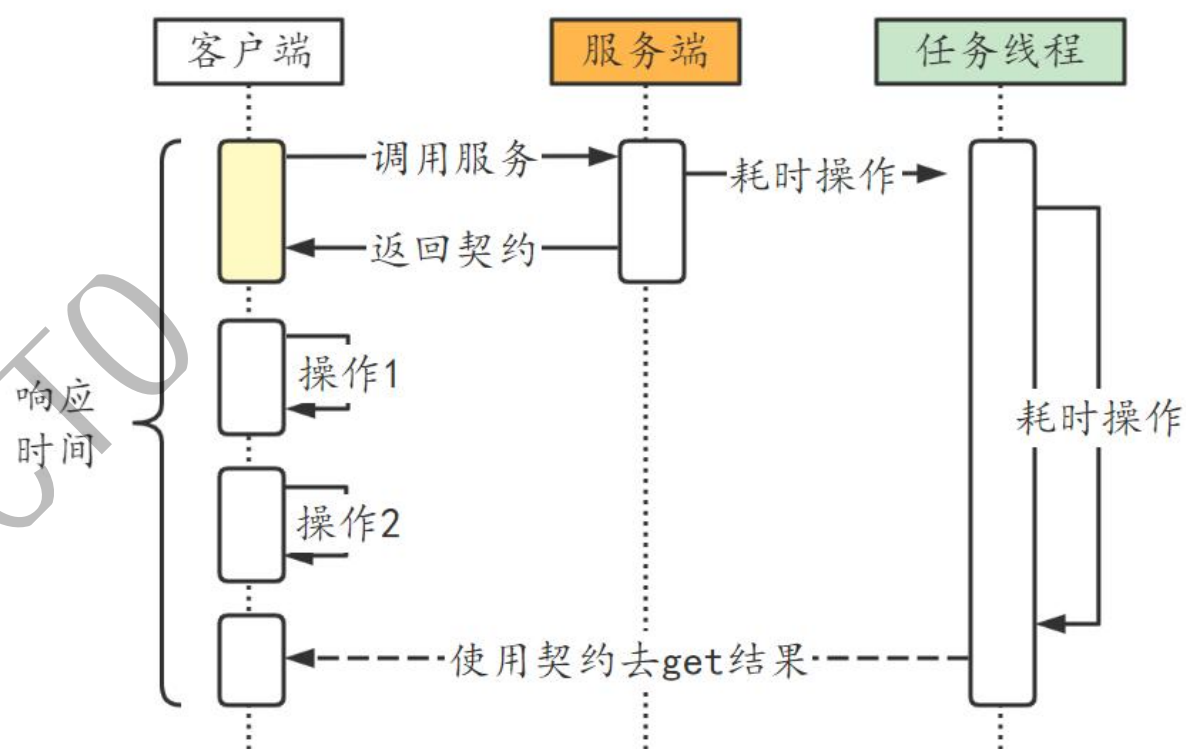 客户端
服务端
任务线程
调用服务
耗时操作
返回契约
操作1
响应
时间
耗时操作
操作2
使用契约去get结果
CTO